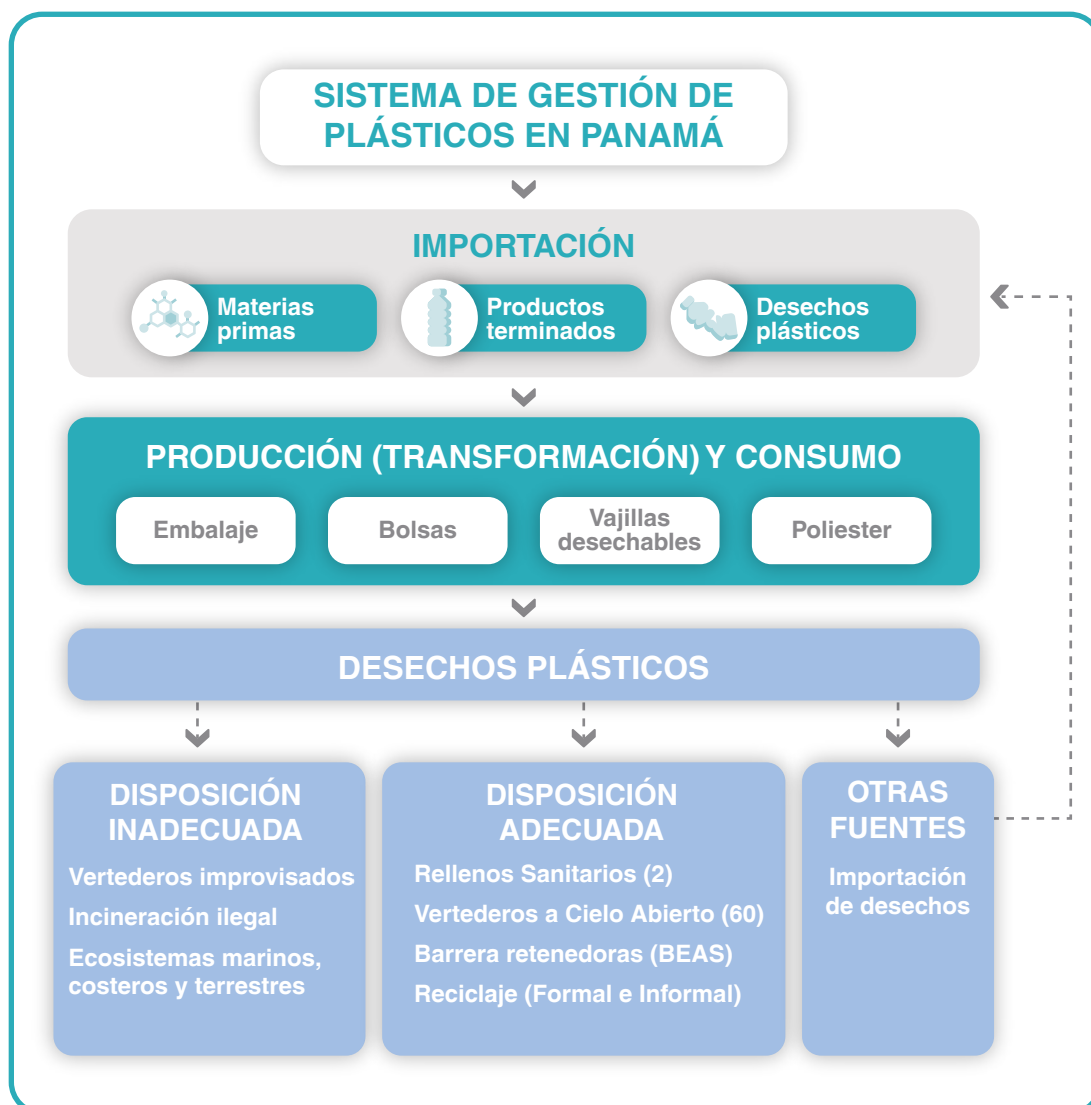 SISTEMA DE GESTIÓN DE
PLÁSTICOS EN PANAMÁ
IMPORTACIÓN
Materias
primas
Productos
terminados
Desechos
plásticos
PRODUCCIÓN (TRANSFORMACIÓN) Y CONSUMO
Embalaje
Bolsas
Vajillas
desechables
Poliester
DESECHOS PLÁSTICOS
DISPOSICIÓN
INADECUADA
Vertederos improvisados
Incineración ilegal
Ecosistemas marinos,
costeros y terrestres
DISPOSICIÓN
ADECUADA
Rellenos Sanitarios (2)
Vertederos a Cielo Abierto (60)
Barrera retenedoras (BEAS)
Reciclaje (Formal e Informal)
OTRAS
FUENTES
Importación
de desechos